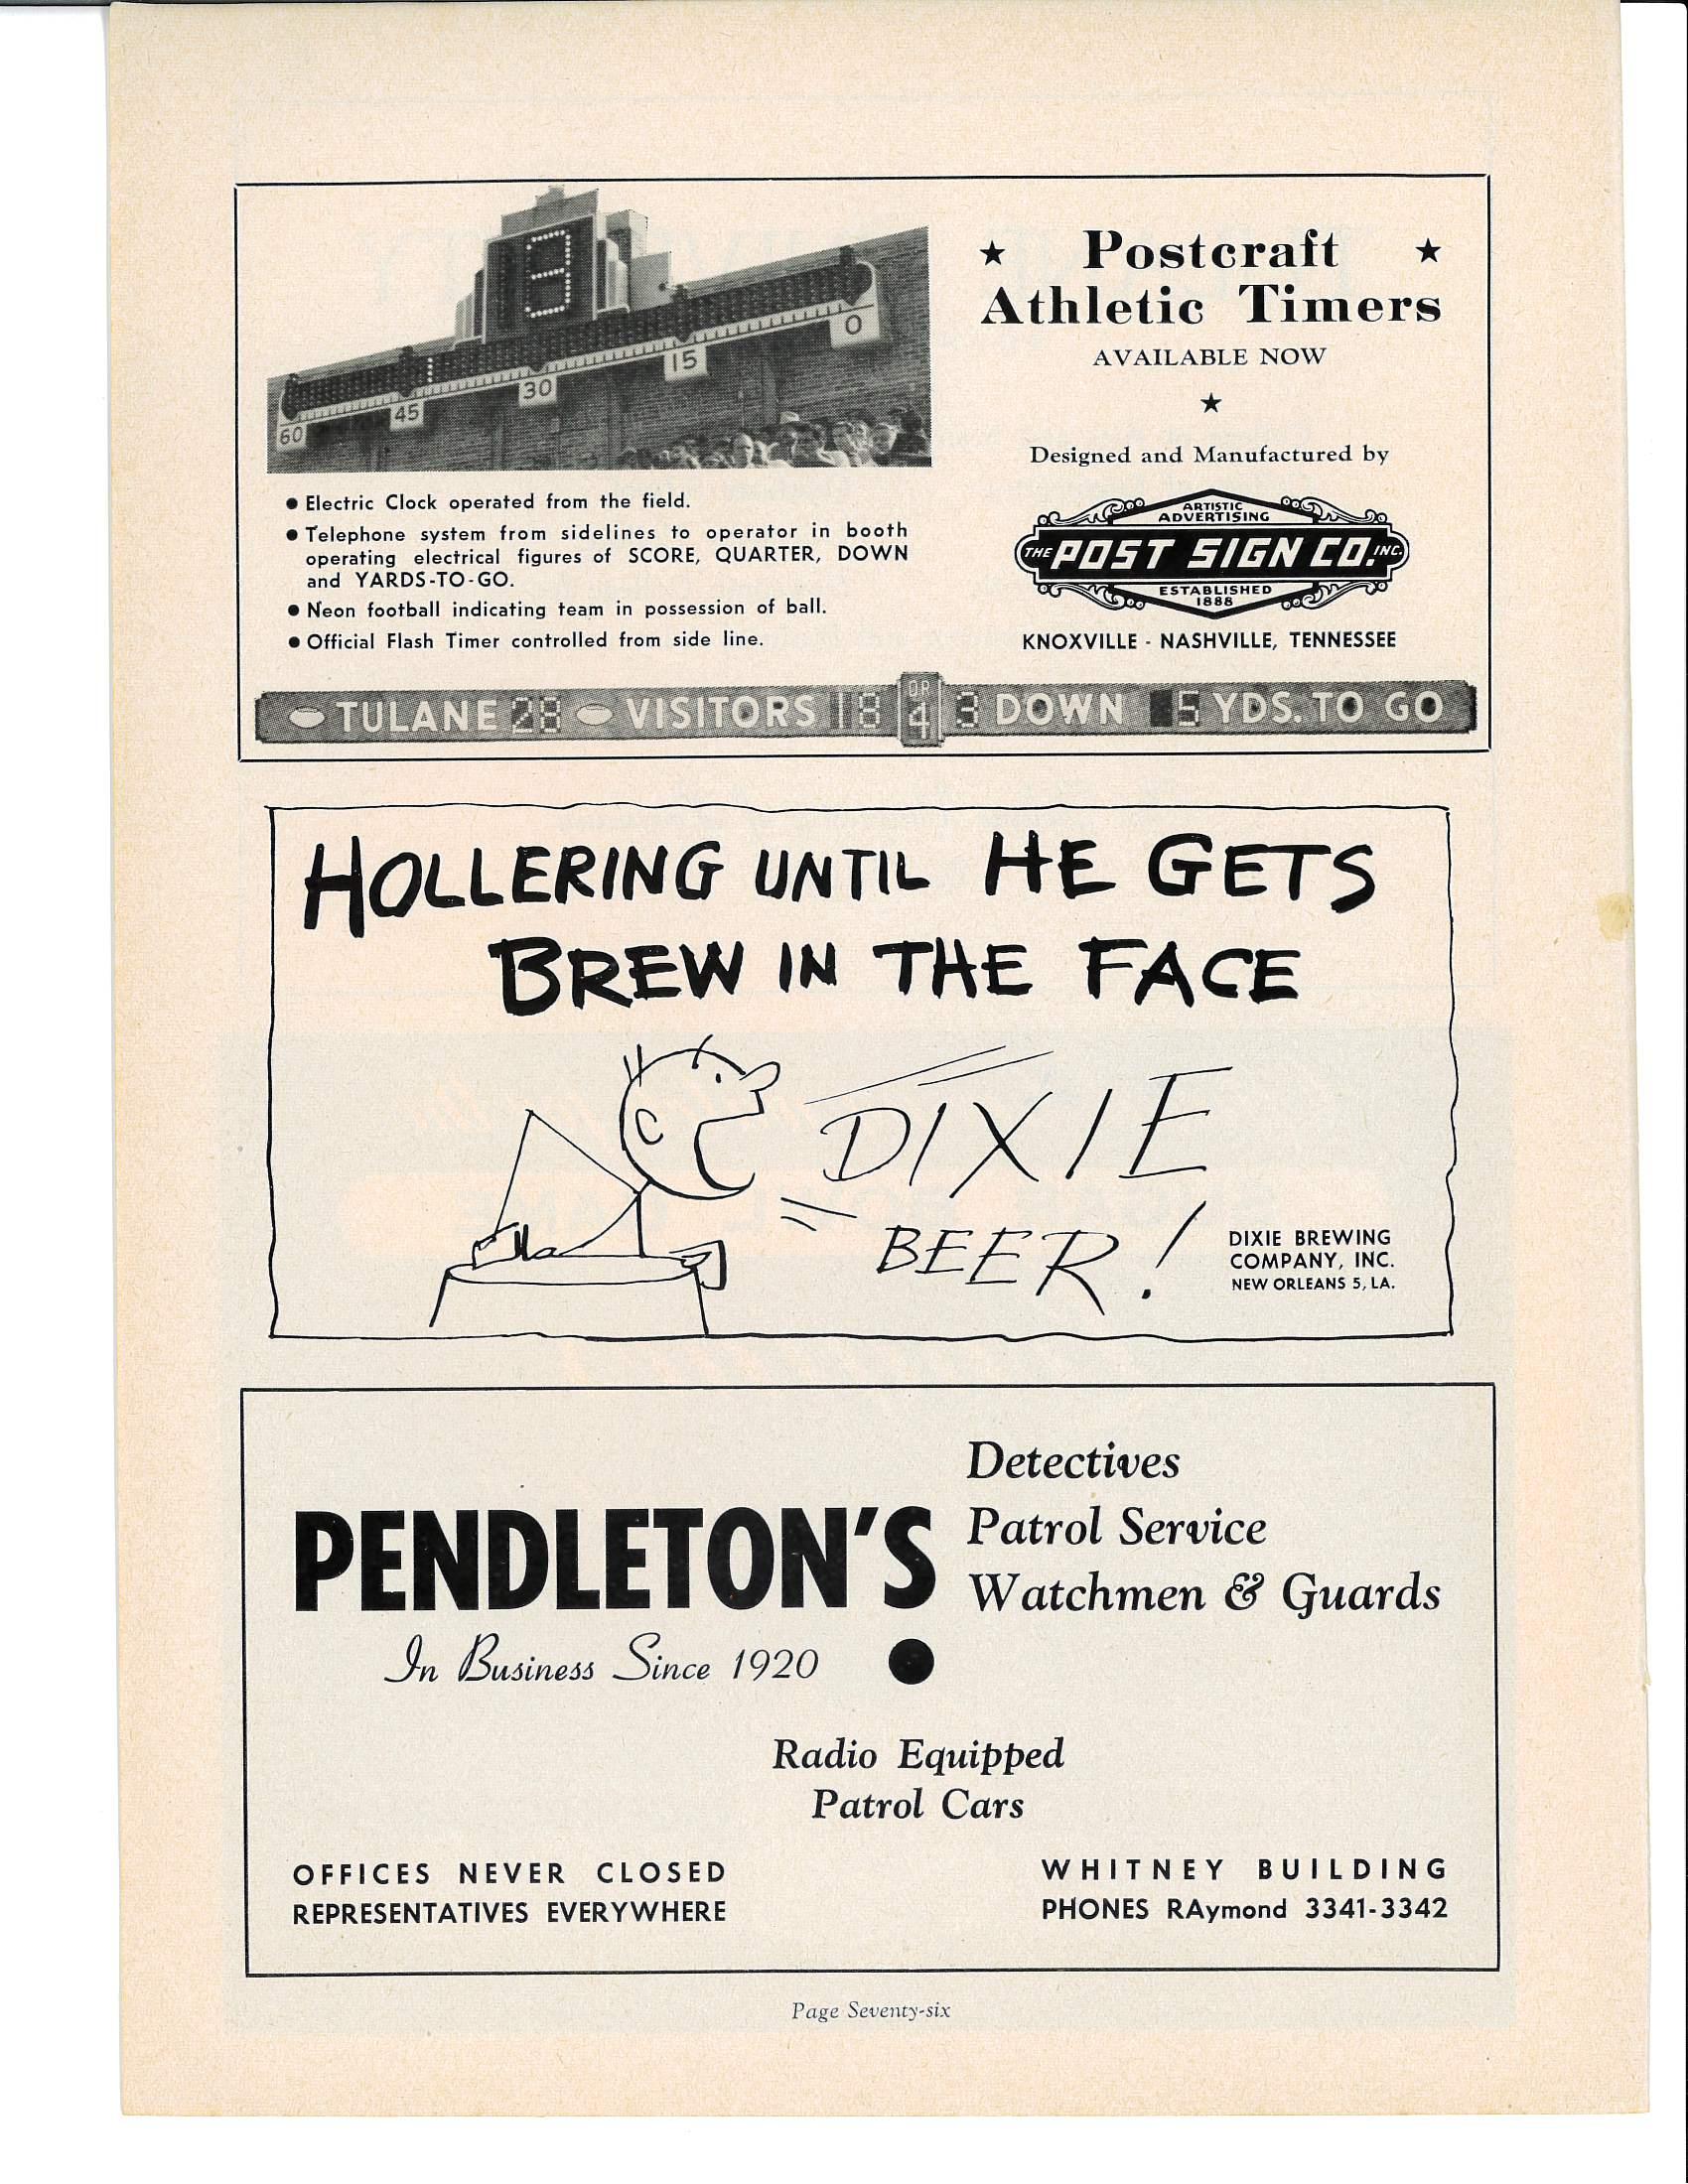 9
60
45
1
30
15
0
● Electric Clock operated from the field.
● Telephone system from sidelines to operator in booth
operating electrical figures of SCORE, QUARTER, DOWN
and YARDS-TO-GO.
● Neon football indicating team in possession of ball.
● Official Flash Timer controlled from side line.
★ Postcraft ★
Athletic Timers
AVAILABLE NOW
★
Designed and Manufactured by
ARTISTIC
ADVERTISING
THE POST SIGN CO. INC.
ESTABLISHED
1888
KNOXVILLE - NASHVILLE, TENNESSEE
TULANE 28 VISITORS 18 QR 4 3 DOWN 5 YDS. TO GO
HOLLERING UNTIL HE GETS
BREW IN THE FACE
DIXIE
BEER!
DIXIE BREWING
COMPANY, INC.
NEW ORLEANS 5, LA.
PENDLETON'S
In Business Since 1920
Detectives
Patrol Service
Watchmen & Guards
Radio Equipped
Patrol Cars
OFFICES NEVER CLOSED
REPRESENTATIVES EVERYWHERE
WHITNEY BUILDING
PHONES RAymond 3341-3342
Page Seventy-six